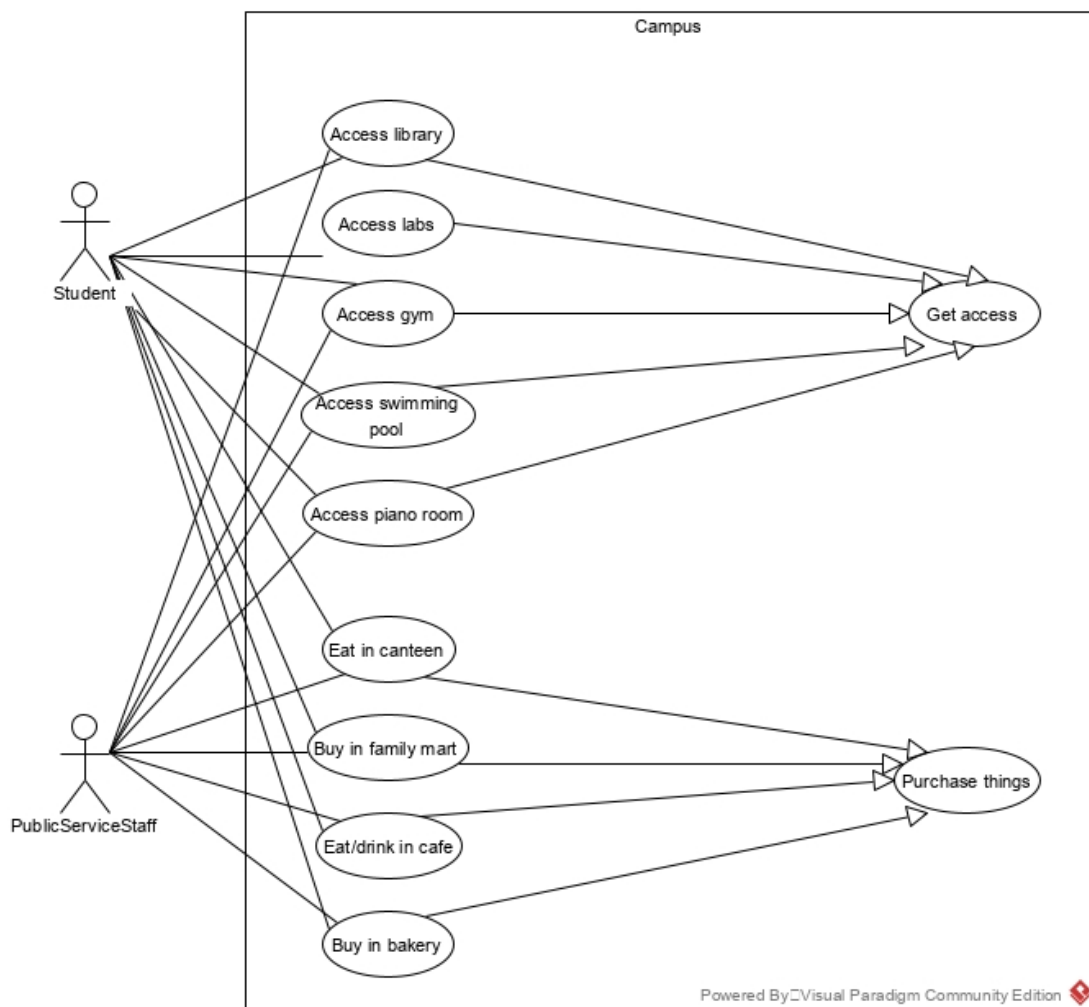 Campus
Access library
Access labs
Student
Access gym
Get access
Access swimming
pool
Access piano room
Eat in canteen
Buy in family mart
Purchase things
PublicServiceStaff
Eat/drink in cafe
Buy in bakery
Powered By□Visual Paradigm Community Edition